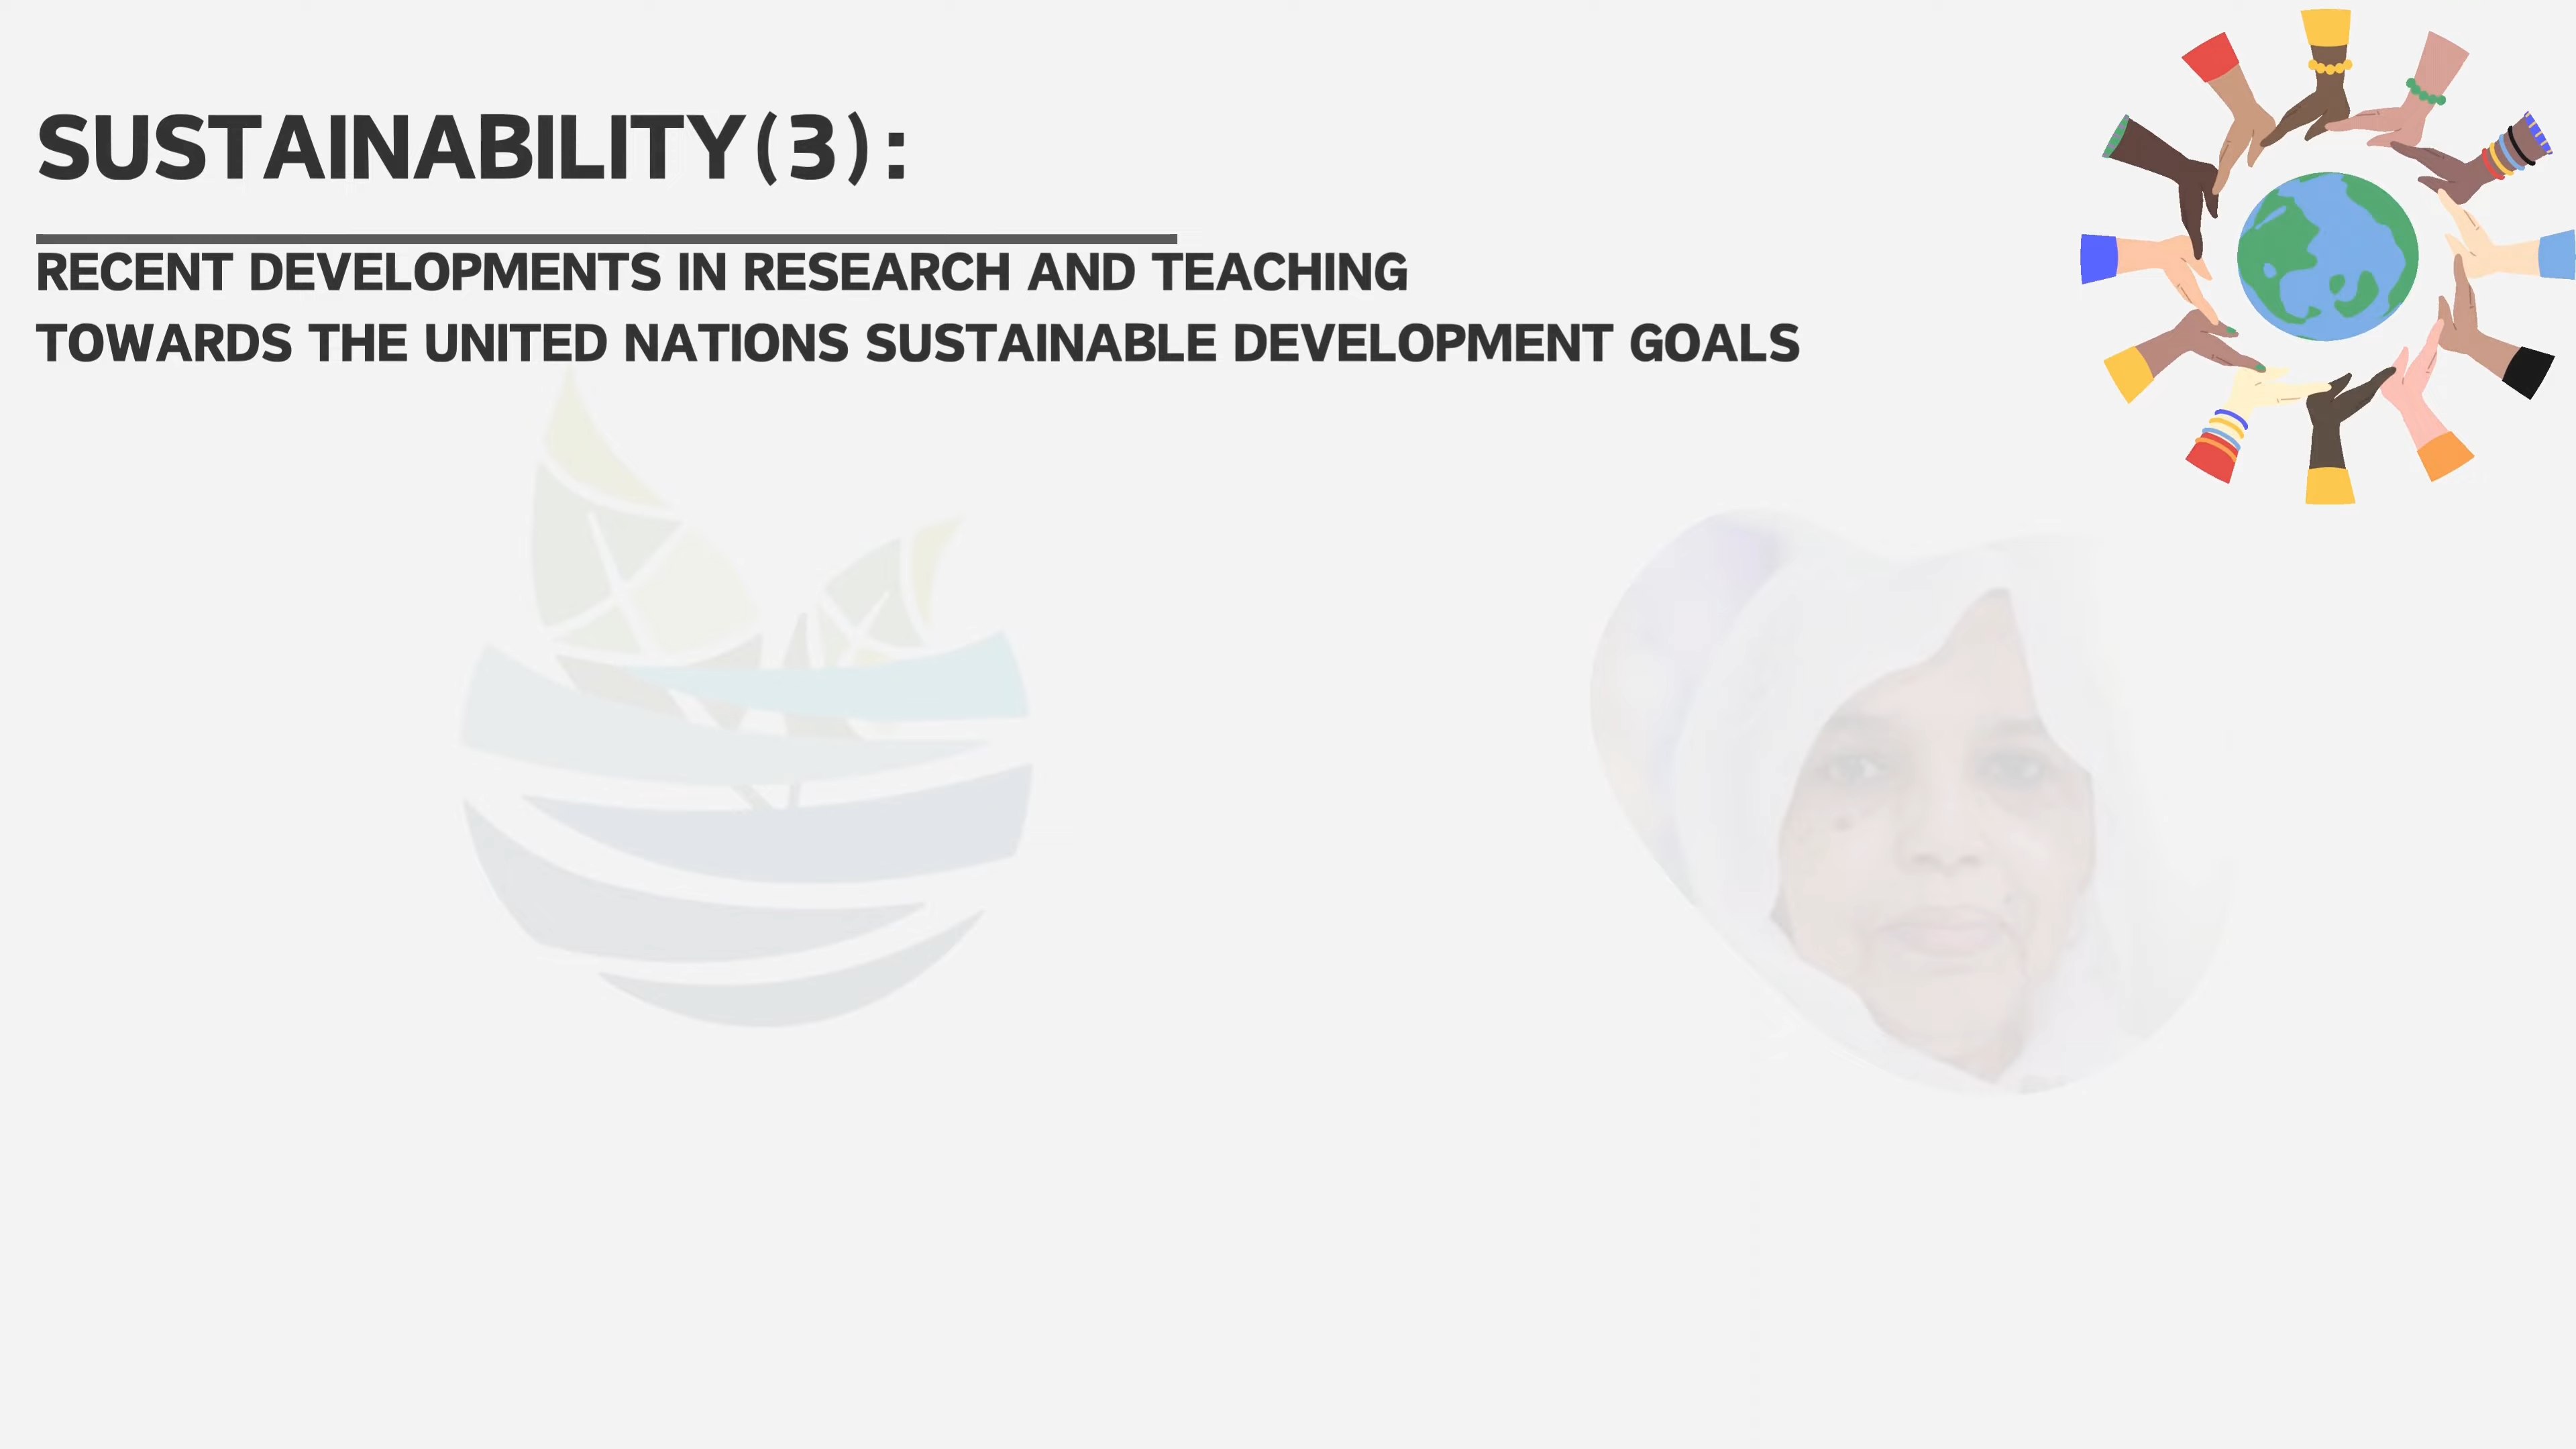 SUSTAINABILITY(3):
RECENT DEVELOPMENTS IN RESEARCH AND TEACHING
TOWARDS THE UNITED NATIONS SUSTAINABLE DEVELOPMENT GOALS